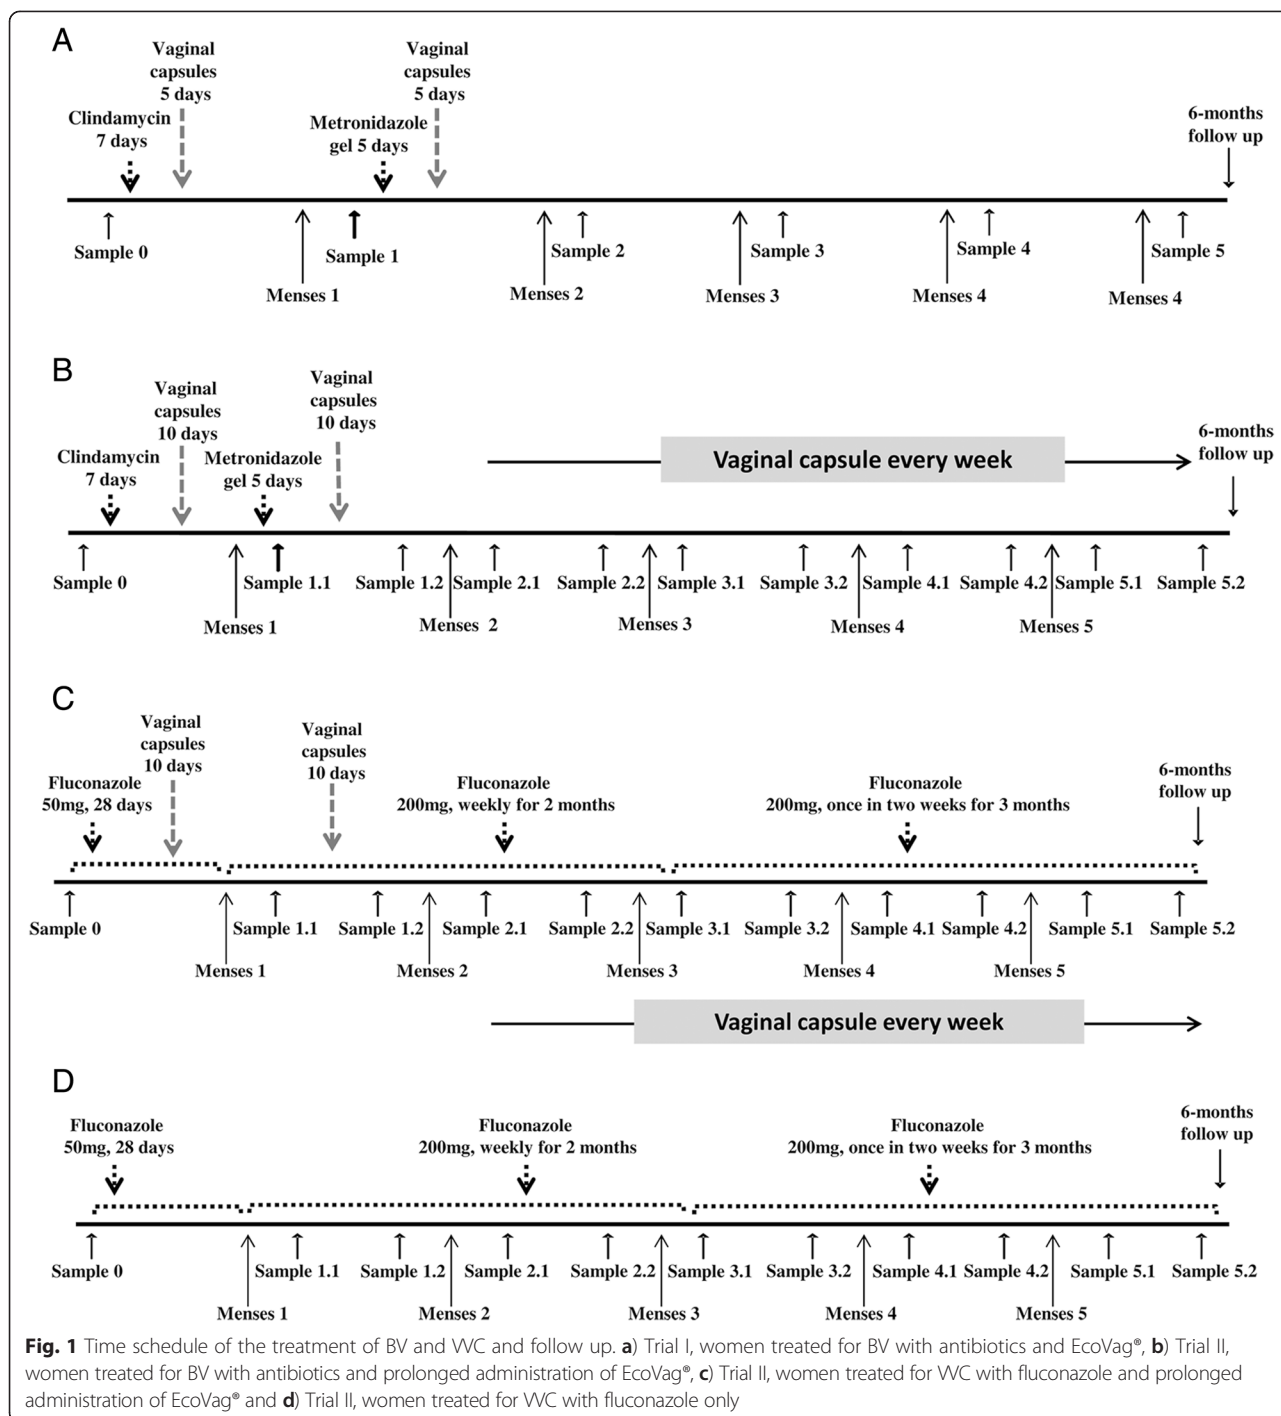 A
Vaginal
capsules
5 days
Vaginal
capsules
5 days
Clindamycin
7 days
Metronidazole
gel 5 days
6-months
follow up
Sample 0
Sample 1
Sample 2
Sample 3
Sample 4
Sample 5
Menses 1
Menses 2
Menses 3
Menses 4
Menses 4
B
Vaginal
capsules
10 days
Vaginal
capsules
10 days
Clindamycin
7 days
Metronidazole
gel 5 days
Vaginal capsule every week
6-months
follow up
Sample 0
Sample 1.1
Sample 1.2
Sample 2.1
Sample 2.2
Sample 3.1
Sample 3.2
Sample 4.1
Sample 4.2
Sample 5.1
Sample 5.2
Menses 1
Menses 2
Menses 3
Menses 4
Menses 5
C
Vaginal
capsules
10 days
Vaginal
capsules
10 days
Fluconazole
50mg, 28 days
Fluconazole
200mg, weekly for 2 months
Fluconazole
200mg, once in two weeks for 3 months
6-months
follow up
Sample 0
Sample 1.1
Sample 1.2
Sample 2.1
Sample 2.2
Sample 3.1
Sample 3.2
Sample 4.1
Sample 4.2
Sample 5.1
Sample 5.2
Menses 1
Menses 2
Menses 3
Menses 4
Menses 5
Vaginal capsule every week
D
Fluconazole
50mg, 28 days
Fluconazole
200mg, weekly for 2 months
Fluconazole
200mg, once in two weeks for 3 months
6-months
follow up
Sample 0
Sample 1.1
Sample 1.2
Sample 2.1
Sample 2.2
Sample 3.1
Sample 3.2
Sample 4.1
Sample 4.2
Sample 5.1
Sample 5.2
Menses 1
Menses 2
Menses 3
Menses 4
Menses 5
Fig. 1 Time schedule of the treatment of BV and VVC and follow up. a) Trial I, women treated for BV with antibiotics and EcoVag®, b) Trial II,
women treated for BV with antibiotics and prolonged administration of EcoVag®, c) Trial II, women treated for VVC with fluconazole and prolonged
administration of EcoVag® and d) Trial II, women treated for VVC with fluconazole only